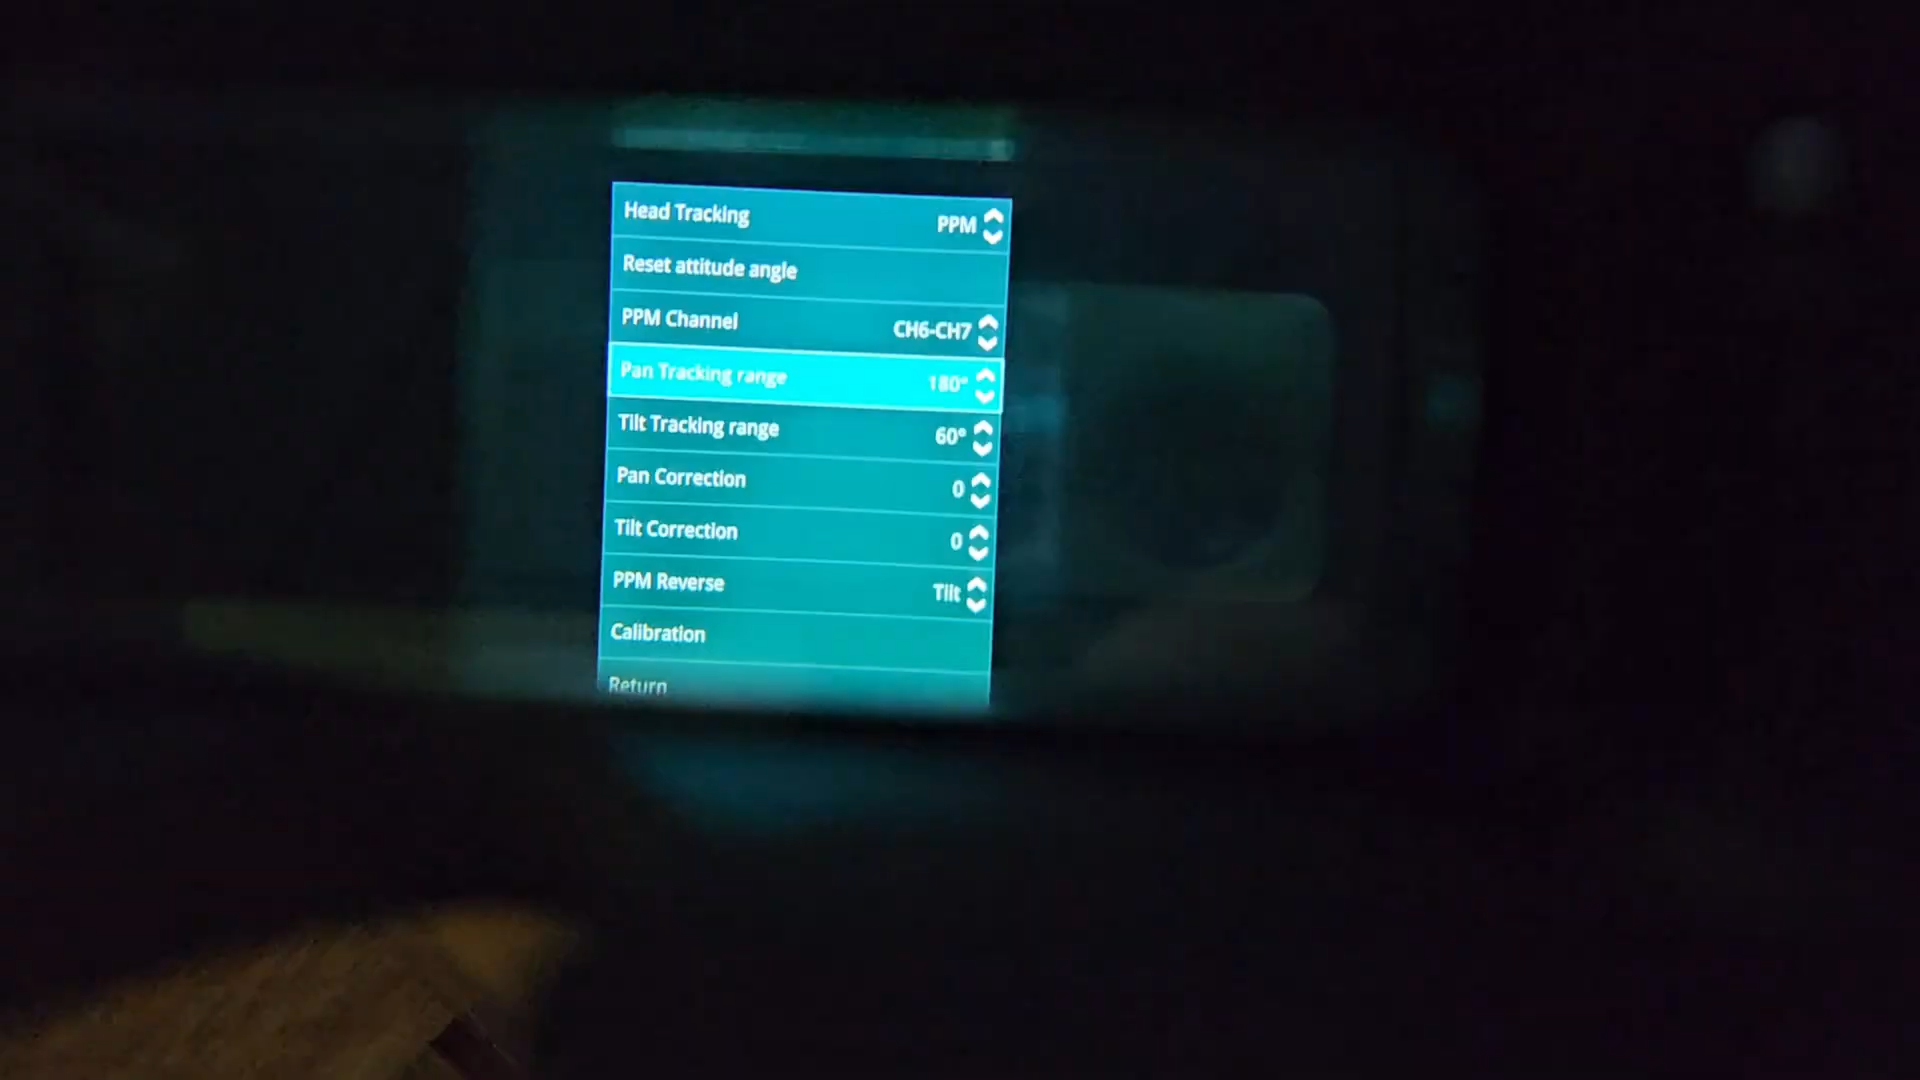 Head Tracking PPM
Reset attitude angle
PPM Channel CH6-CH7
Pan Tracking range 180°
Tilt Tracking range 60°
Pan Correction 0
Tilt Correction 0
PPM Reverse Tilt
Calibration
Return